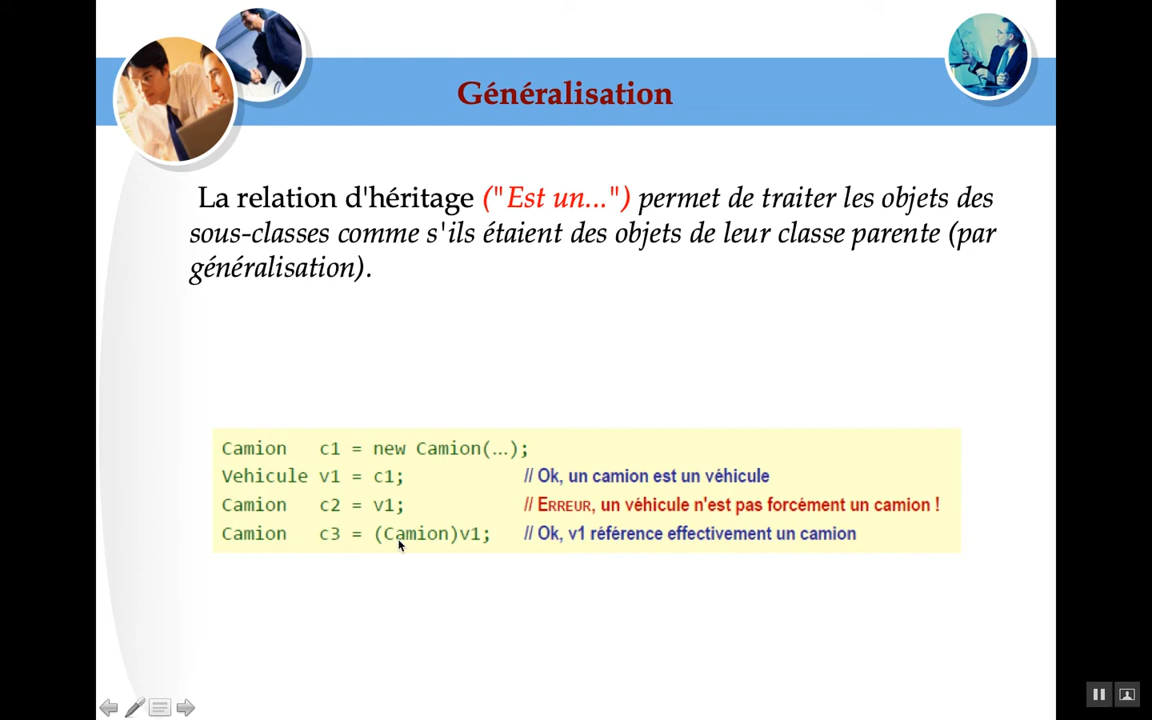 Généralisation
La relation d'héritage ("Est un...") permet de traiter les objets des
sous-classes comme s'ils étaient des objets de leur classe parente (par
généralisation).
Camion c1 = new Camion(...);
Vehicule v1 = c1; // Ok, un camion est un véhicule
Camion c2 = v1; // ERREUR, un véhicule n'est pas forcément un camion !
Camion c3 = (Camion)v1; // Ok, v1 référence effectivement un camion